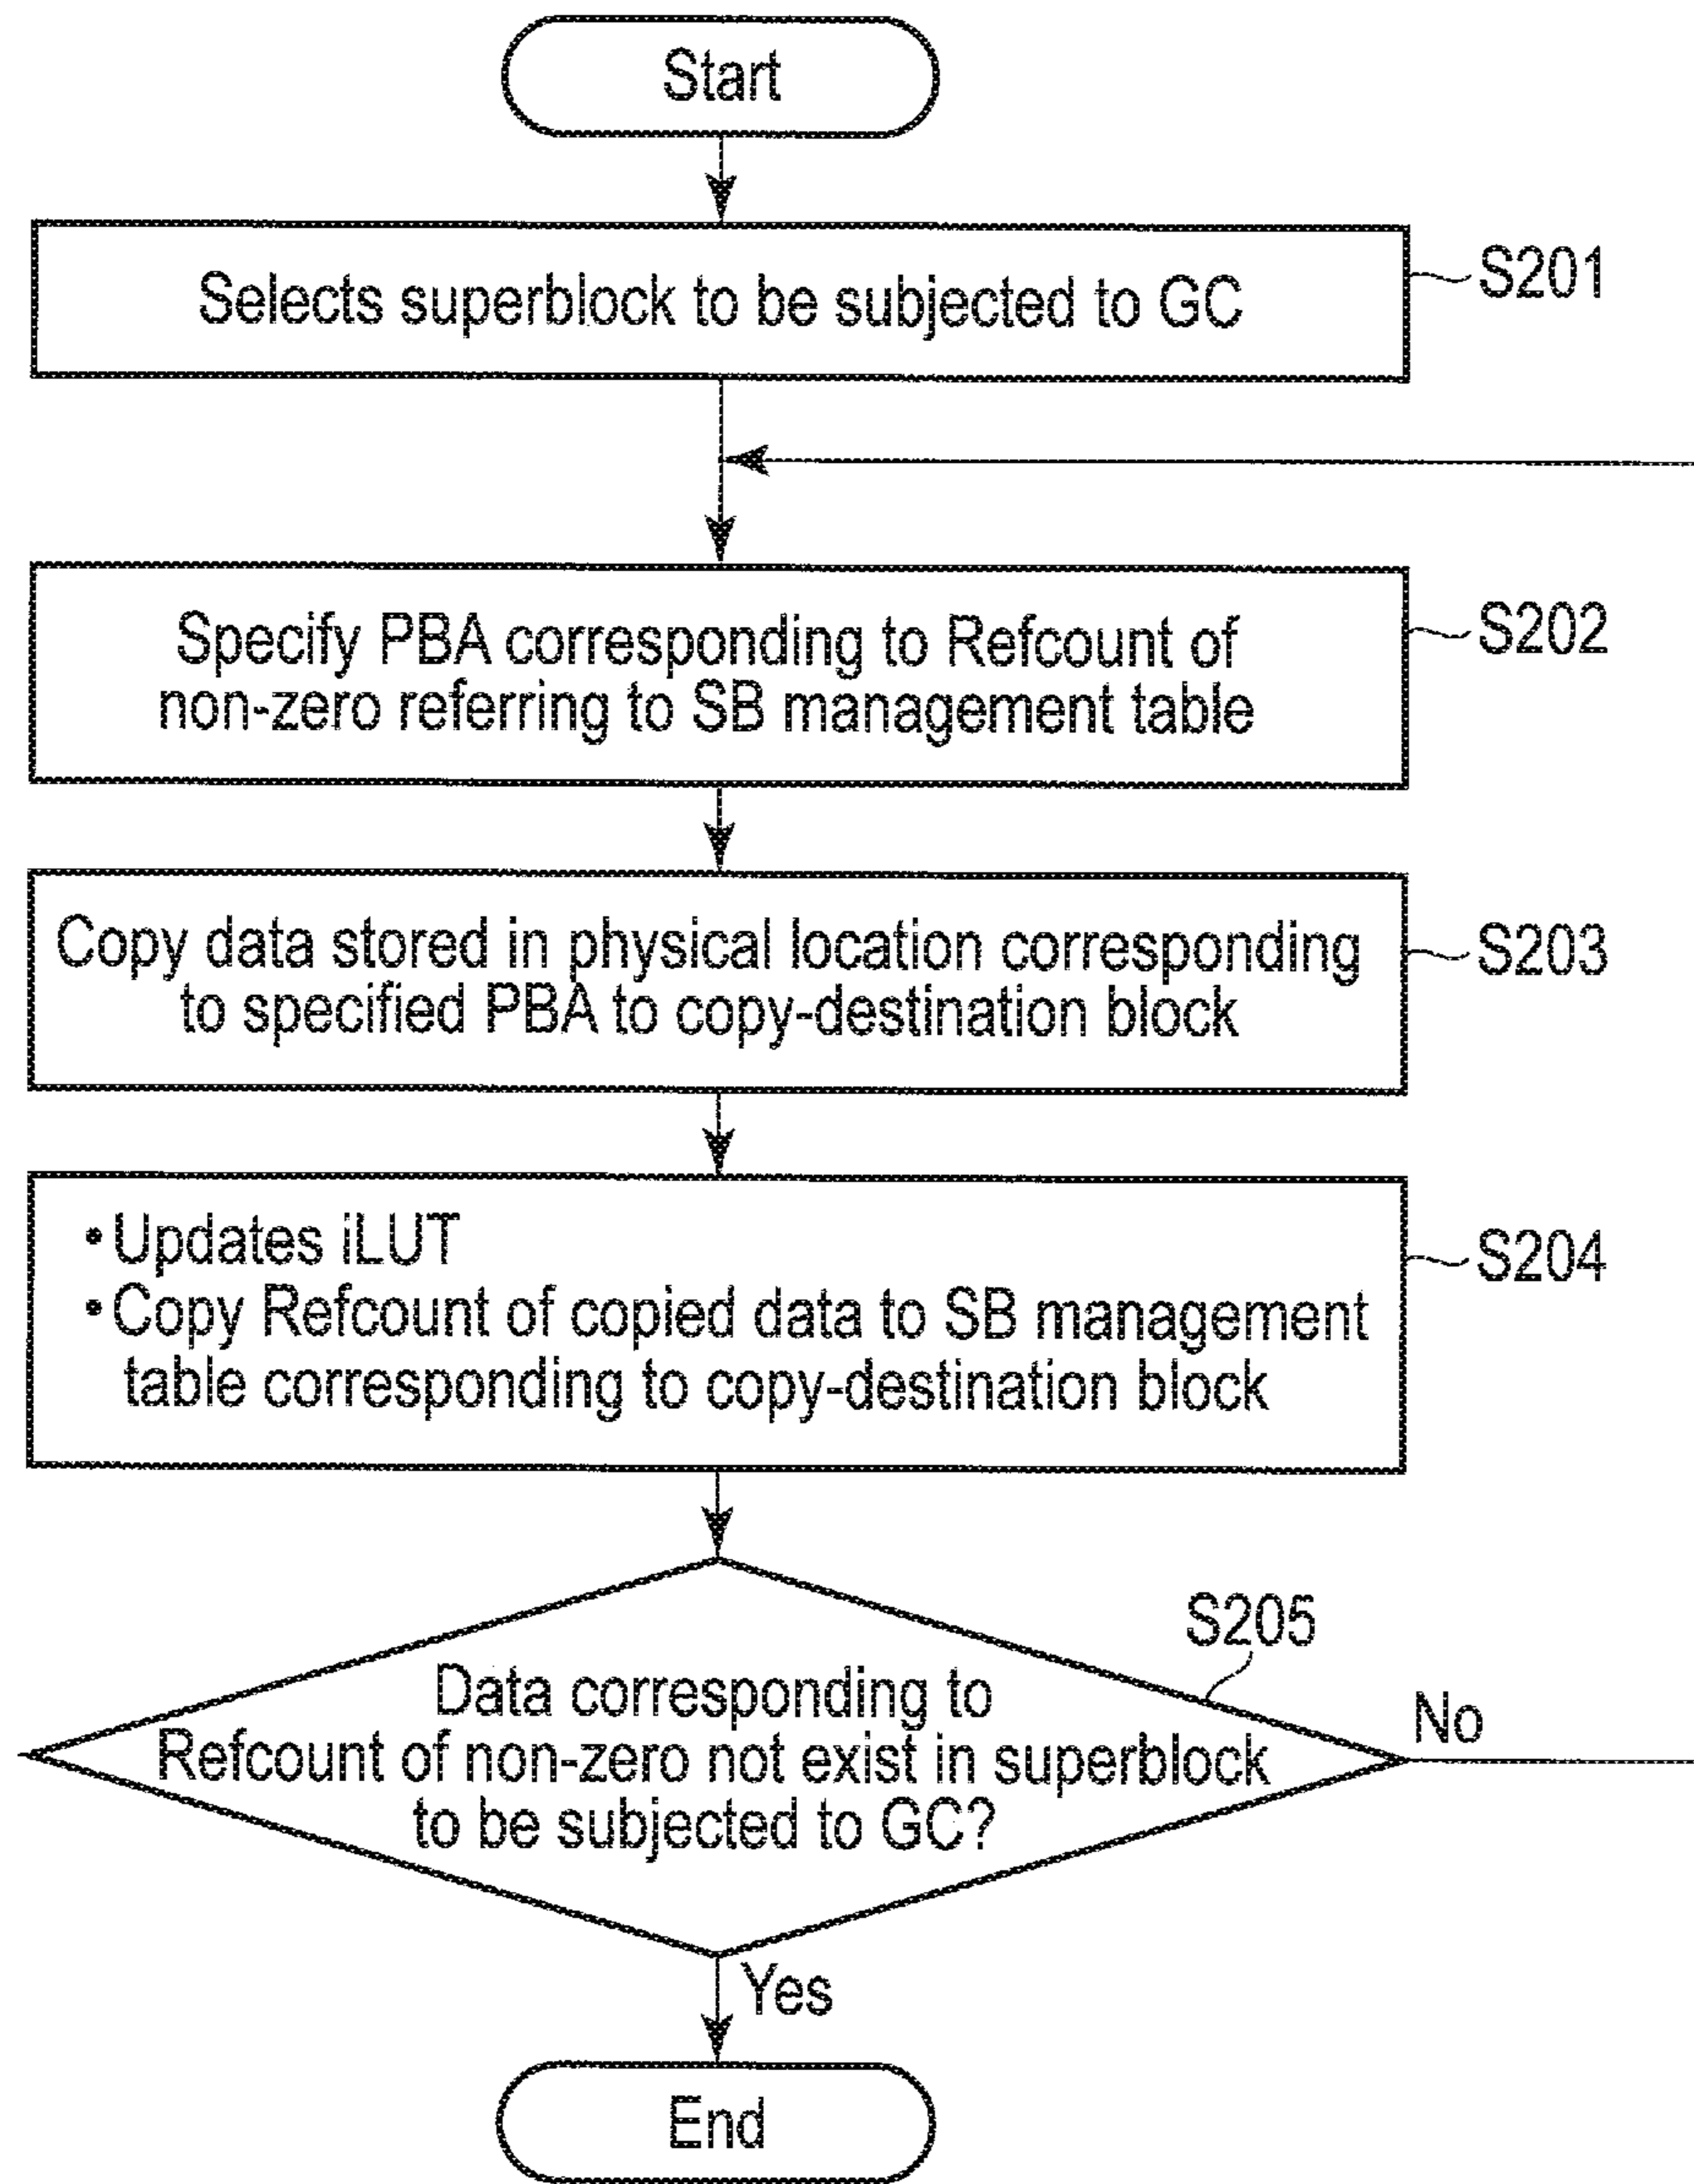 Start
Selects superblock to be subjected to GC
S201
Specify PBA corresponding to Refcount of
non-zero referring to SB management table
S202
Copy data stored in physical location corresponding
to specified PBA to copy-destination block
S203
•Updates iLUT
•Copy Refcount of copied data to SB management
table corresponding to copy-destination block
S204
S205
Data corresponding to
Refcount of non-zero not exist in superblock
to be subjected to GC?
No
Yes
End